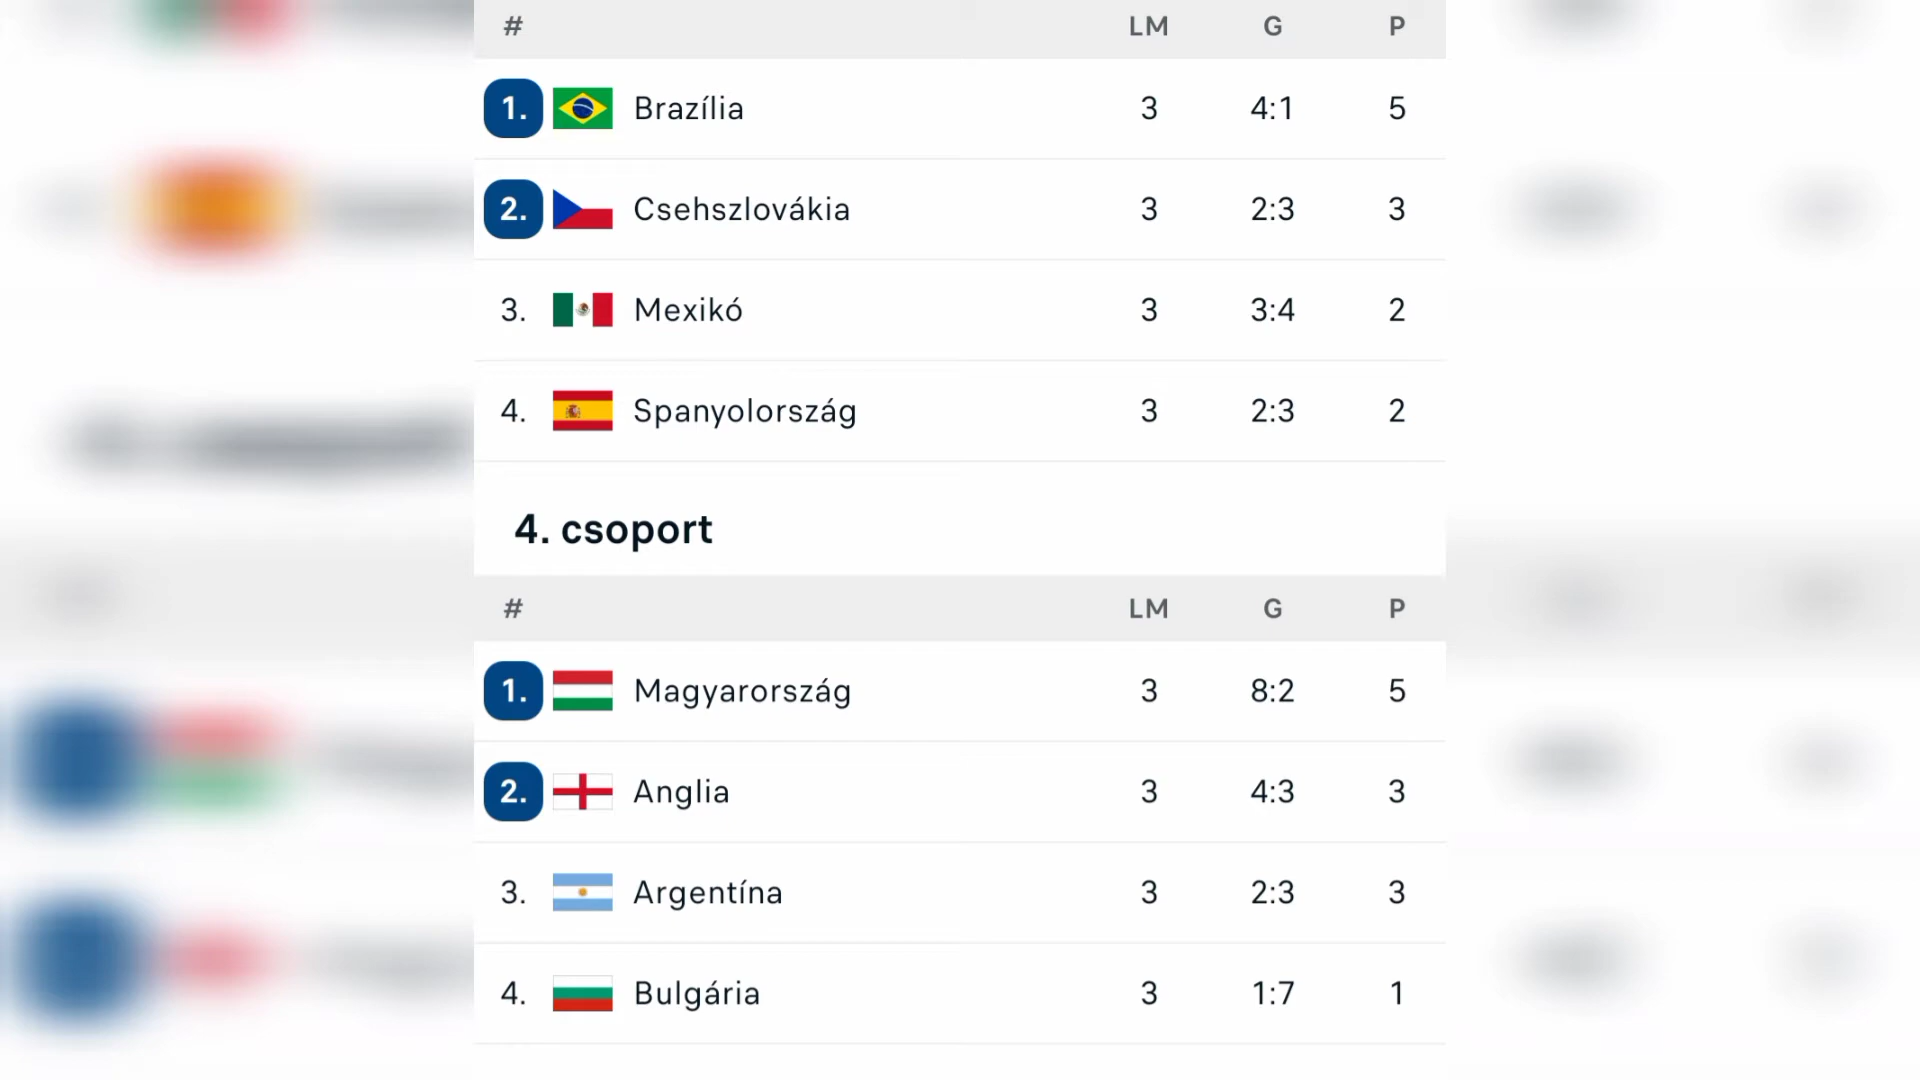 # LM G P
1. Brazília 3 4:1 5
2. Csehszlovákia 3 2:3 3
3. Mexikó 3 3:4 2
4. Spanyolország 3 2:3 2
4. csoport
# LM G P
1. Magyarország 3 8:2 5
2. Anglia 3 4:3 3
3. Argentína 3 2:3 3
4. Bulgária 3 1:7 1